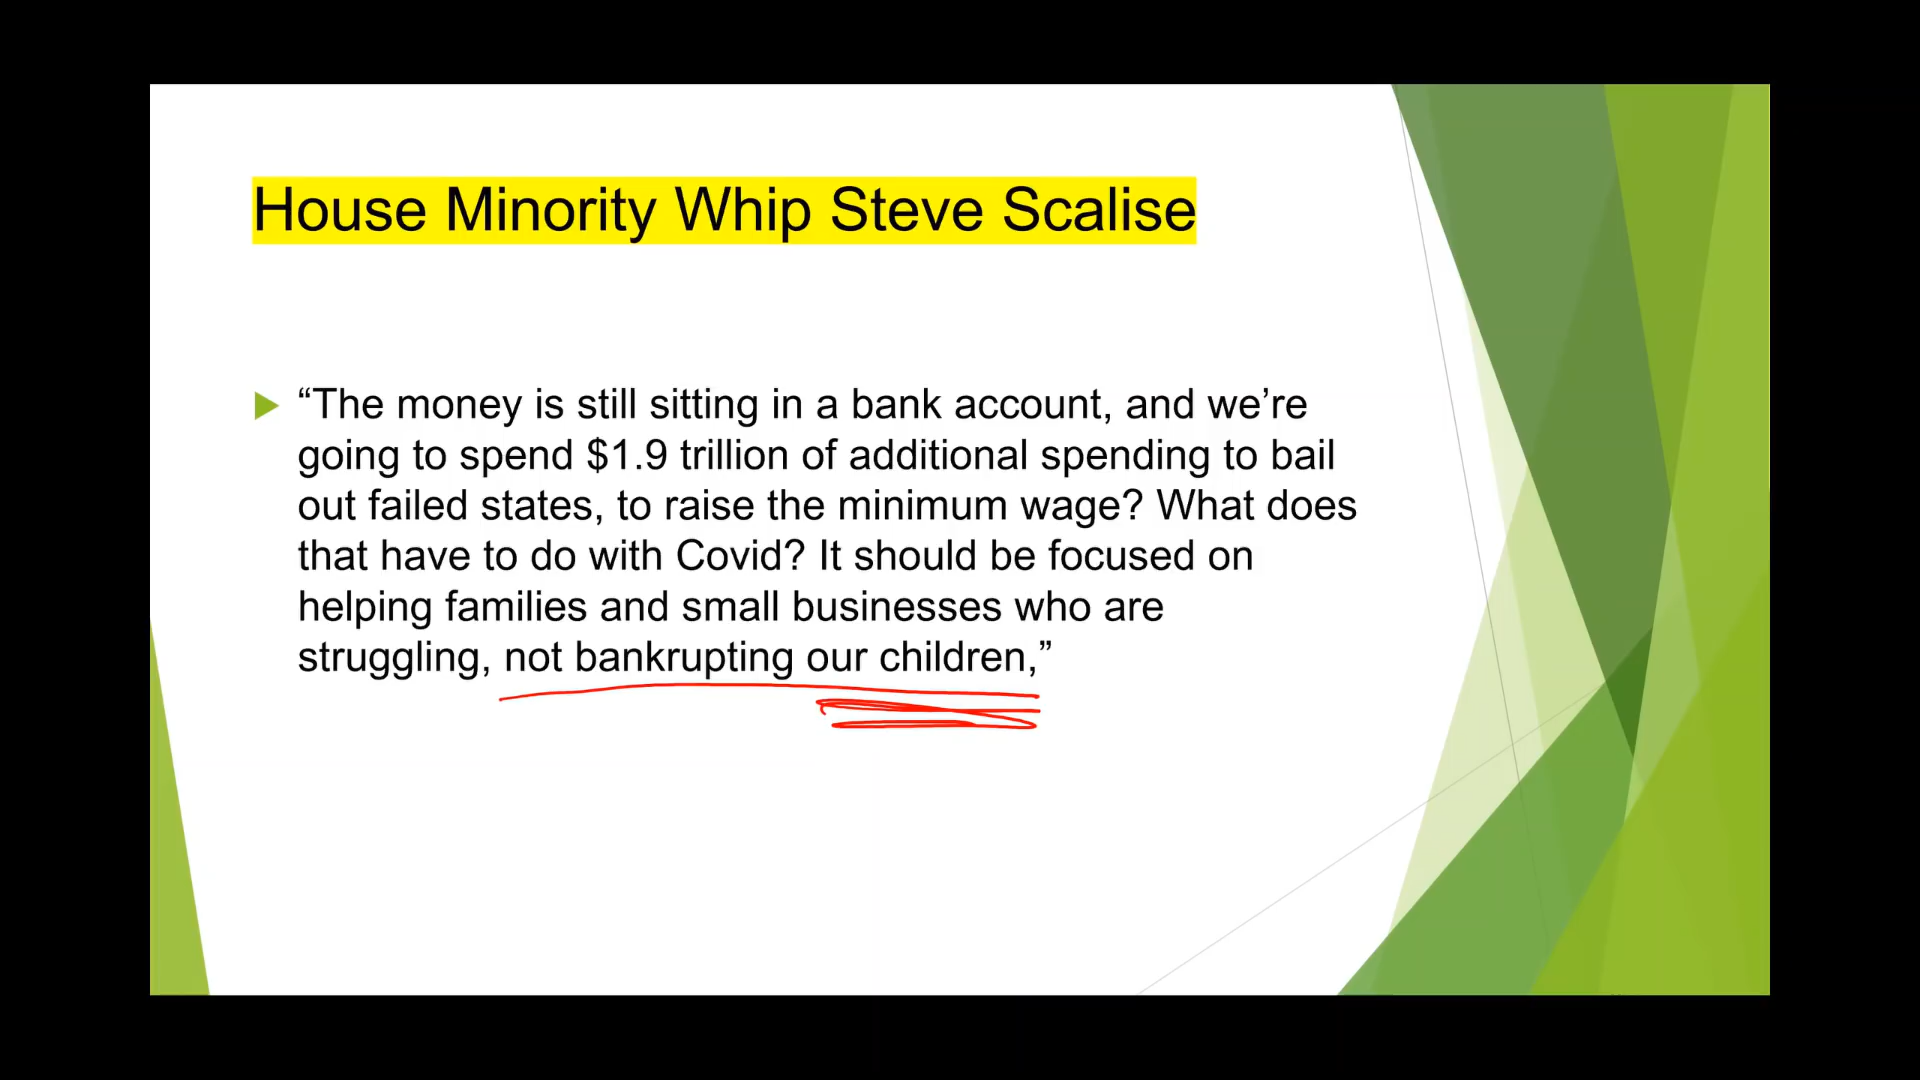 House Minority Whip Steve Scalise
“The money is still sitting in a bank account, and we’re
going to spend $1.9 trillion of additional spending to bail
out failed states, to raise the minimum wage? What does
that have to do with Covid? It should be focused on
helping families and small businesses who are
struggling, not bankrupting our children,”